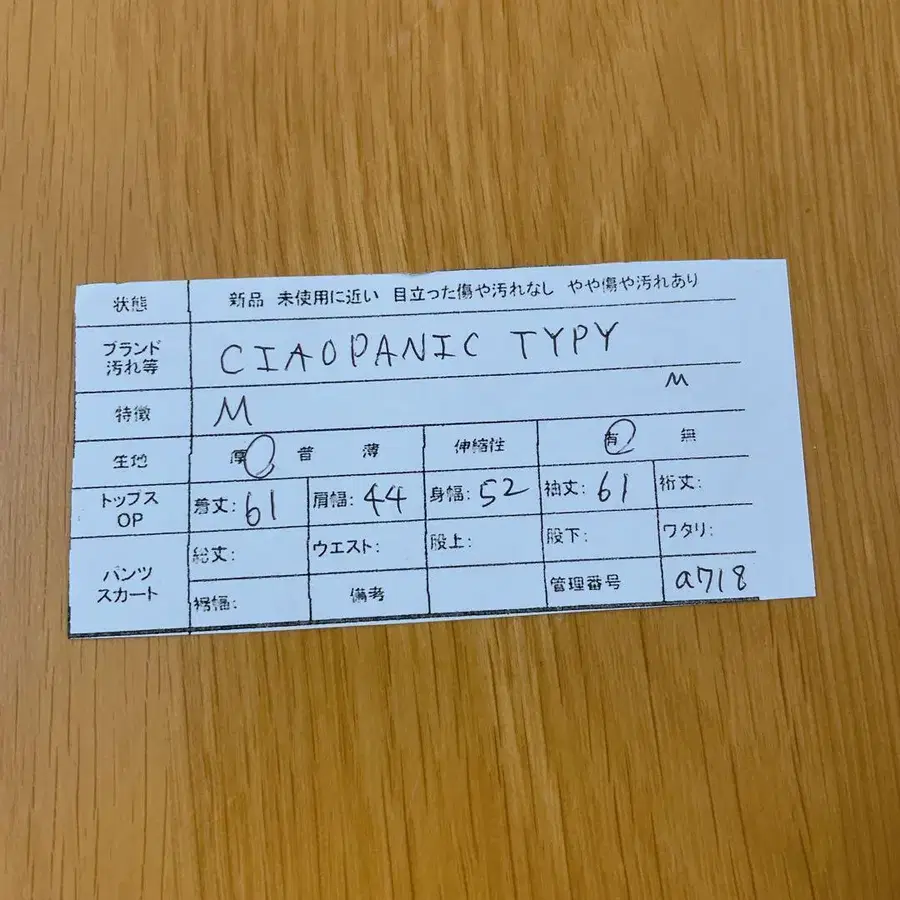 状態 新品 未使用に近い 目立った傷や汚れなし やや傷や汚れあり
ブランド
汚れ等
CIAOPANIC TYPY
M
特徴 M
生地 厚 普 薄 伸縮性 有 無
トップス
OP
着丈: 61 肩幅: 44 身幅: 52 袖丈: 61 裄丈:
パンツ
スカート
総丈: ウエスト: 股上: 股下: ワタリ:
裾幅: 備考 管理番号 a718